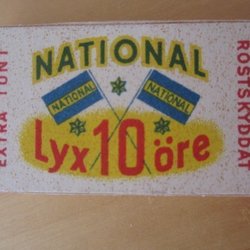 NATIONAL
NATIONAL NATIONAL
Lyx 10 öre
EXTRA TUNT
ROSTSKYDDAT